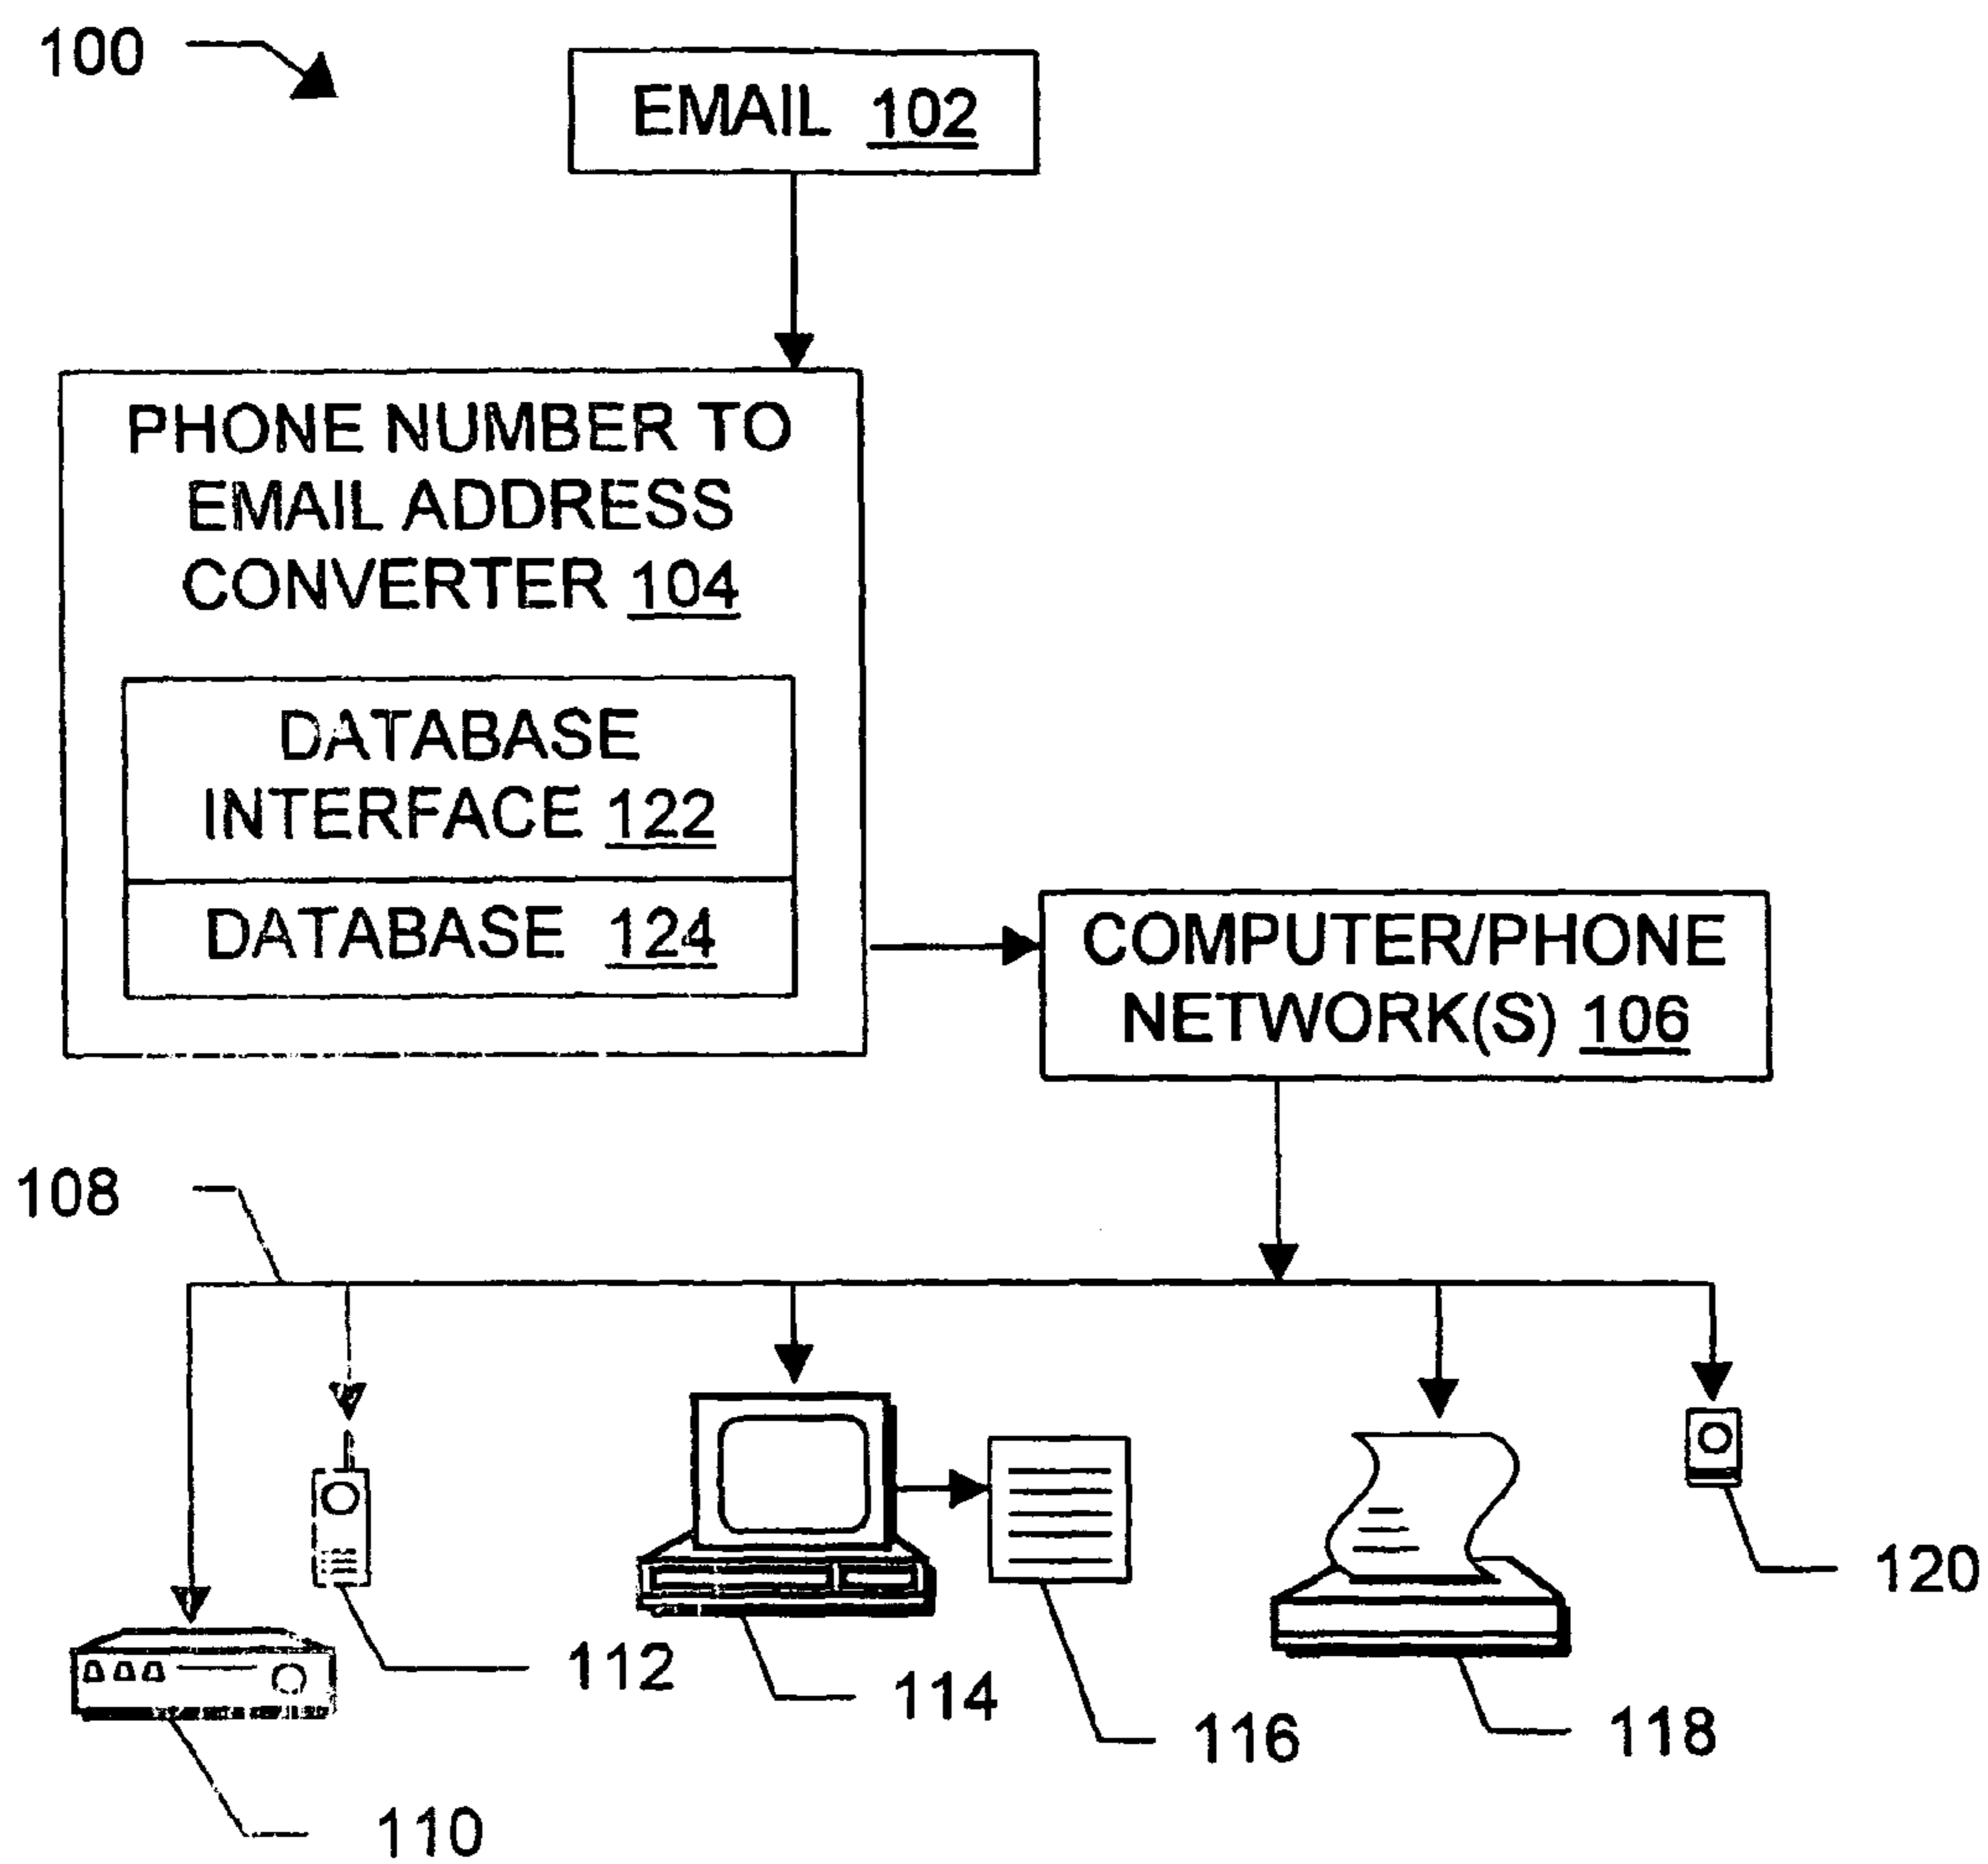 100
EMAIL 102
PHONE NUMBER TO
EMAIL ADDRESS
CONVERTER 104
DATABASE
INTERFACE 122
DATABASE 124
COMPUTER/PHONE
NETWORK(S) 106
108
120
112
114
116
118
110